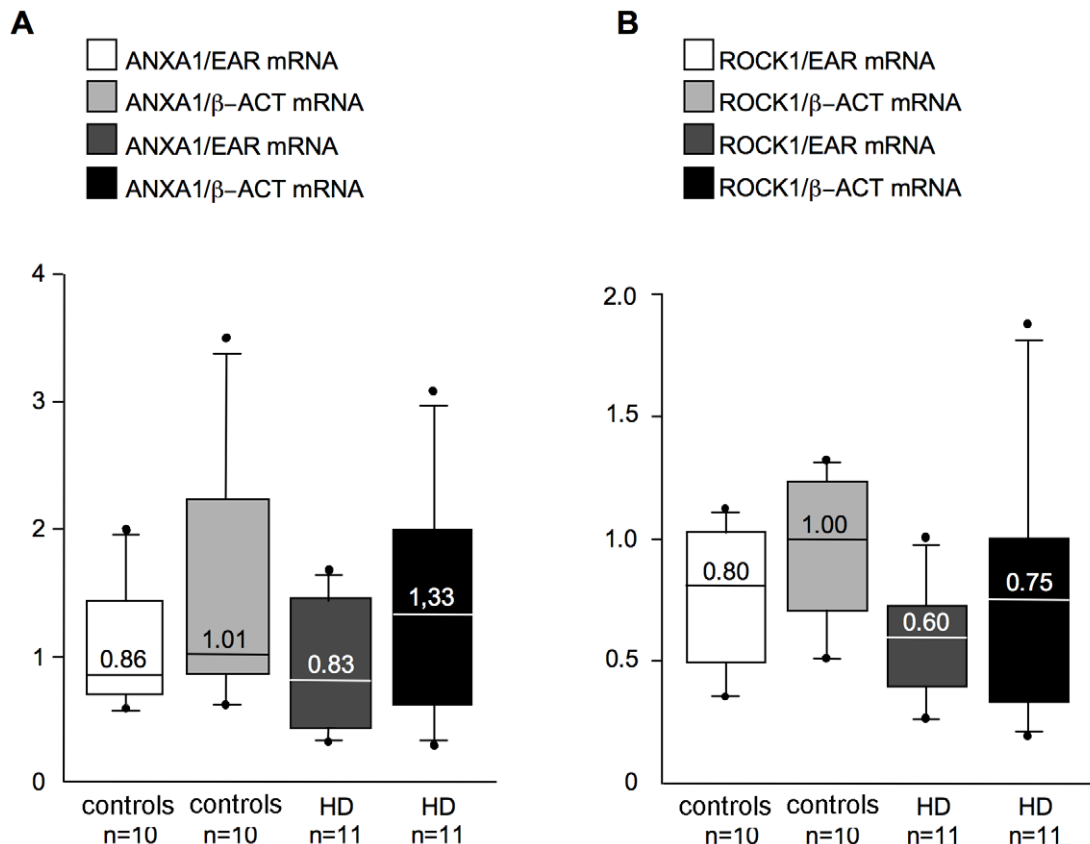 A
ANXA1/EAR mRNA
ANXA1/β−ACT mRNA
ANXA1/EAR mRNA
ANXA1/β−ACT mRNA
4
3
2
1
0
0.86
1.01
0.83
1,33
controls
n=10
controls
n=10
HD
n=11
HD
n=11
B
ROCK1/EAR mRNA
ROCK1/β−ACT mRNA
ROCK1/EAR mRNA
ROCK1/β−ACT mRNA
2.0
1.5
1.0
0.5
0
0.80
1.00
0.60
0.75
controls
n=10
controls
n=10
HD
n=11
HD
n=11